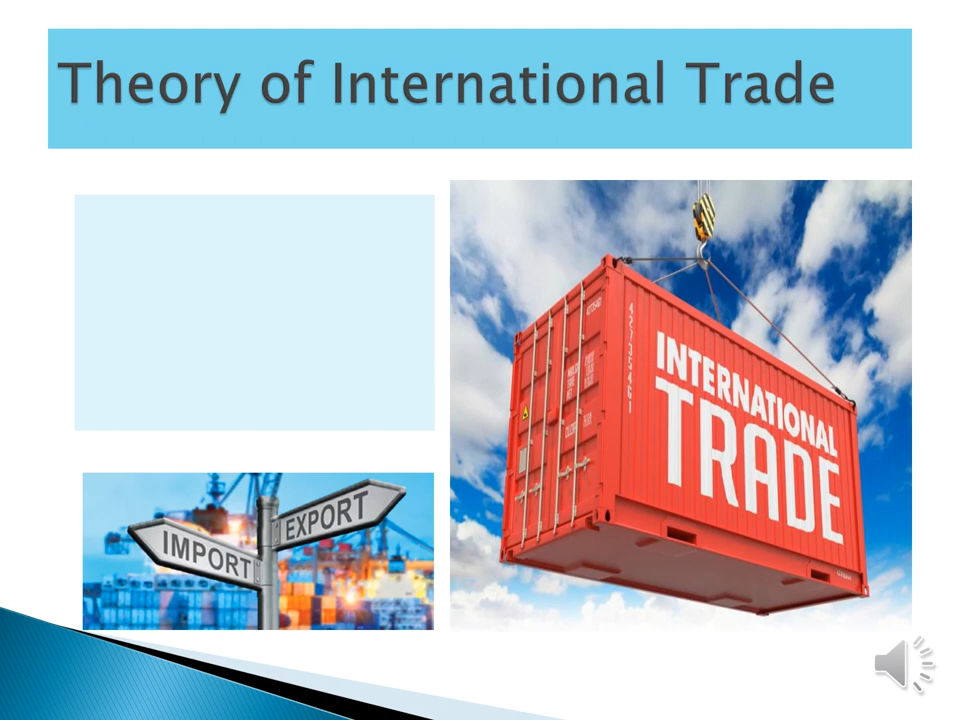 Theory of International Trade
INTERNATIONAL
TRADE
EXPORT
IMPORT